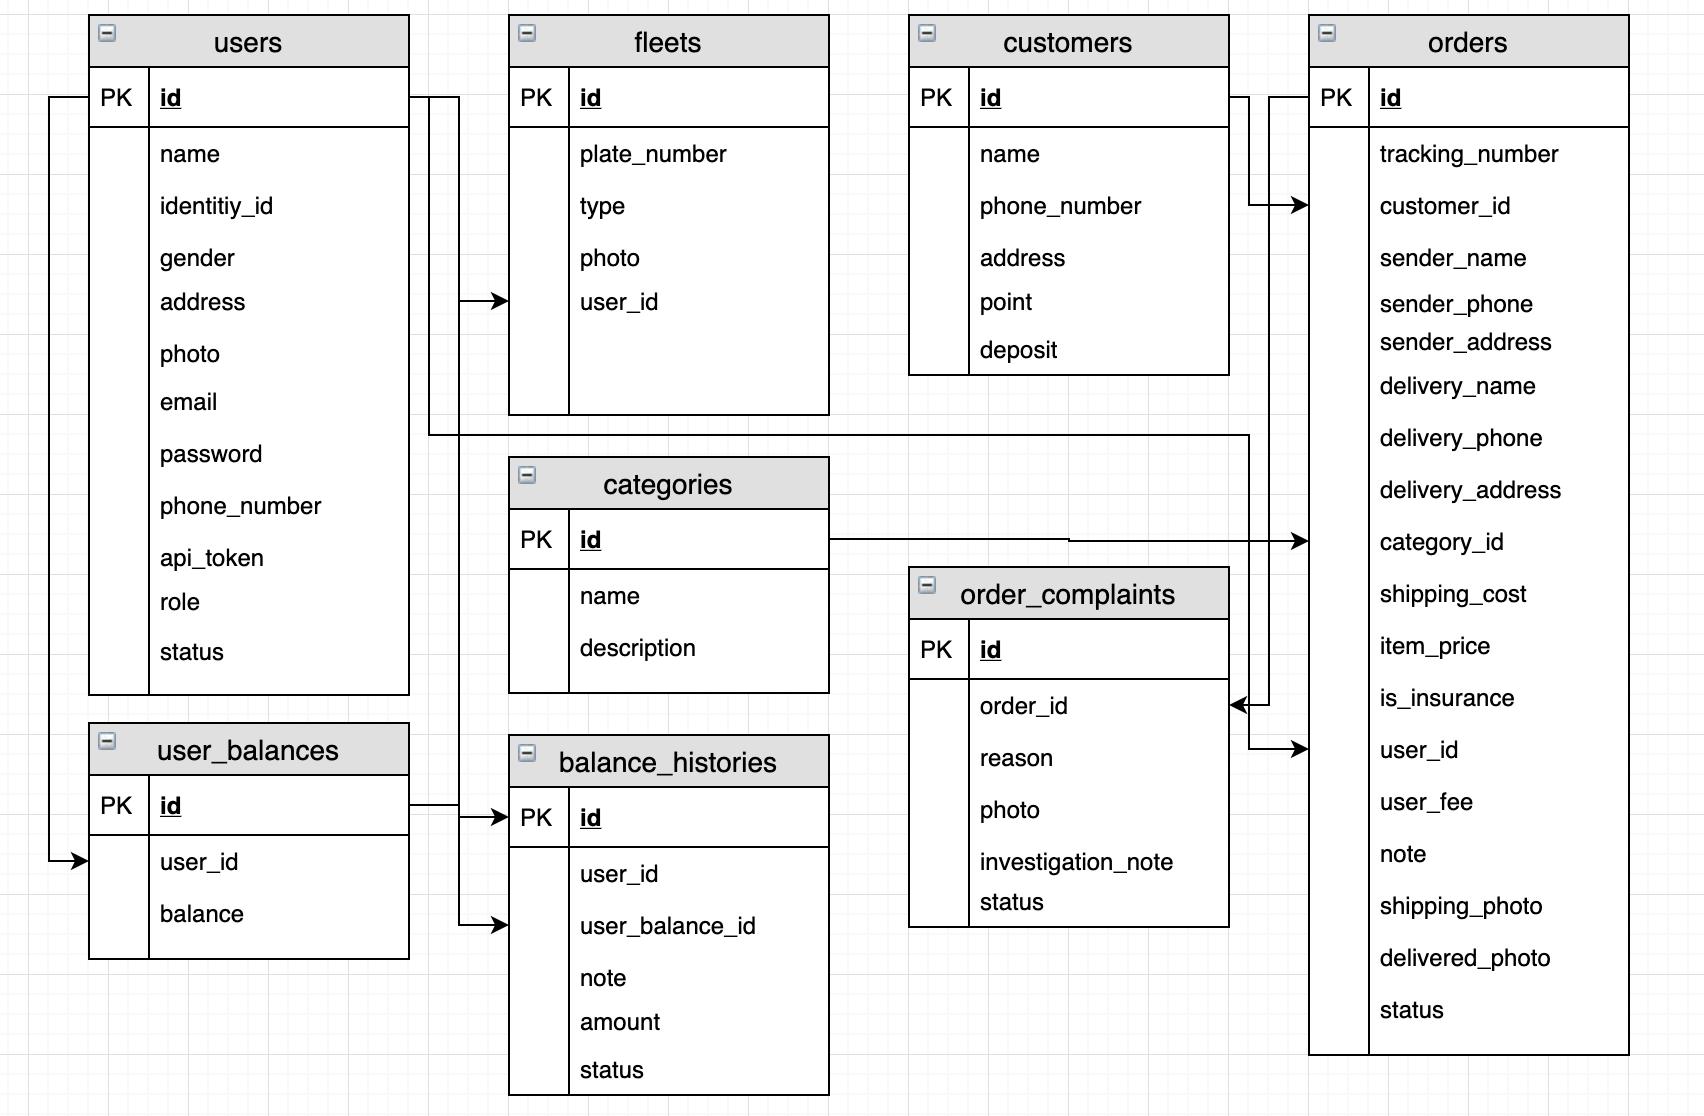 users
PK id
name
identitiy_id
gender
address
photo
email
password
phone_number
api_token
role
status
fleets
PK id
plate_number
type
photo
user_id
customers
PK id
name
phone_number
address
point
deposit
orders
PK id
tracking_number
customer_id
sender_name
sender_phone
sender_address
delivery_name
delivery_phone
delivery_address
category_id
shipping_cost
item_price
is_insurance
user_id
user_fee
note
shipping_photo
delivered_photo
status
categories
PK id
name
description
order_complaints
PK id
order_id
reason
photo
investigation_note
status
user_balances
PK id
user_id
balance
balance_histories
PK id
user_id
user_balance_id
note
amount
status